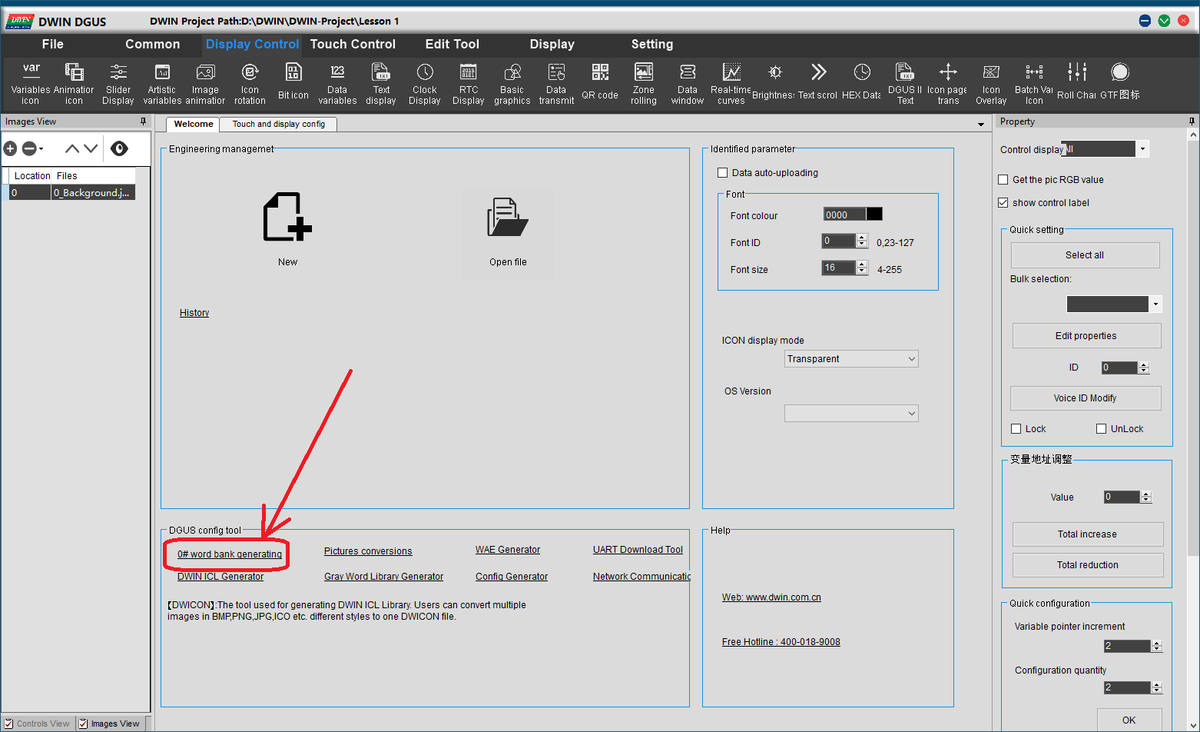 DWIN DGUS DWIN Project Path:D:\DWIN\DWIN-Project\Lesson 1
File Common Display Control Touch Control Edit Tool Display Setting
Variables icon
Animation icon
Slider Display
Artistic variables
Image animation
Icon rotation
Bit icon
Data variables
Text display
Clock Display
RTC Display
Basic graphics
Data transmit
QR code
Zone rolling
Data window
Real-time curves
Brightnes
Text scroll
HEX Data
DGUS II Text
Icon page trans
Icon Overlay
Batch Var Icon
Roll Char
GTF图标
Images View
Location Files
0 0_Background.j...
Controls View Images View
Welcome Touch and display config
Engineering managemet
New Open file
History
DGUS config tool
0# word bank generating Pictures conversions WAE Generator UART Download Tool
DWIN ICL Generator Gray Word Library Generator Config Generator Network Communicatic
【DWICON】:The tool used for generating DWIN ICL Library. Users can convert multiple
images in BMP,PNG,JPG,ICO etc. different styles to one DWICON file.
Identified parameter
Data auto-uploading
Font
Font colour 0000
Font ID 0 0,23-127
Font size 16 4-255
ICON display mode
Transparent
OS Version
Help
Web: www.dwin.com.cn
Free Hotline : 400-018-9008
Property
Control display All
Get the pic RGB value
show control label
Quick setting
Select all
Bulk selection:
Edit properties
ID 0
Voice ID Modify
Lock UnLock
变量地址调整
Value 0
Total increase
Total reduction
Quick configuration
Variable pointer increment
2
Configuration quantity
2
OK